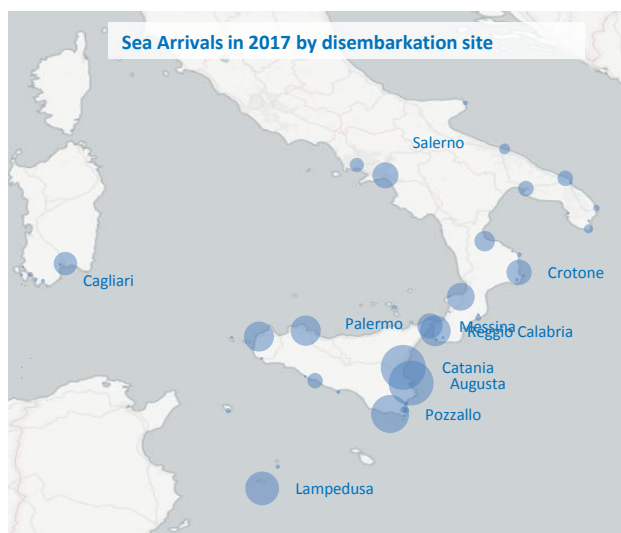 Sea Arrivals in 2017 by disembarkation site
Salerno
Cagliari
Crotone
Palermo
Messina
Reggio Calabria
Catania
Augusta
Pozzallo
Lampedusa